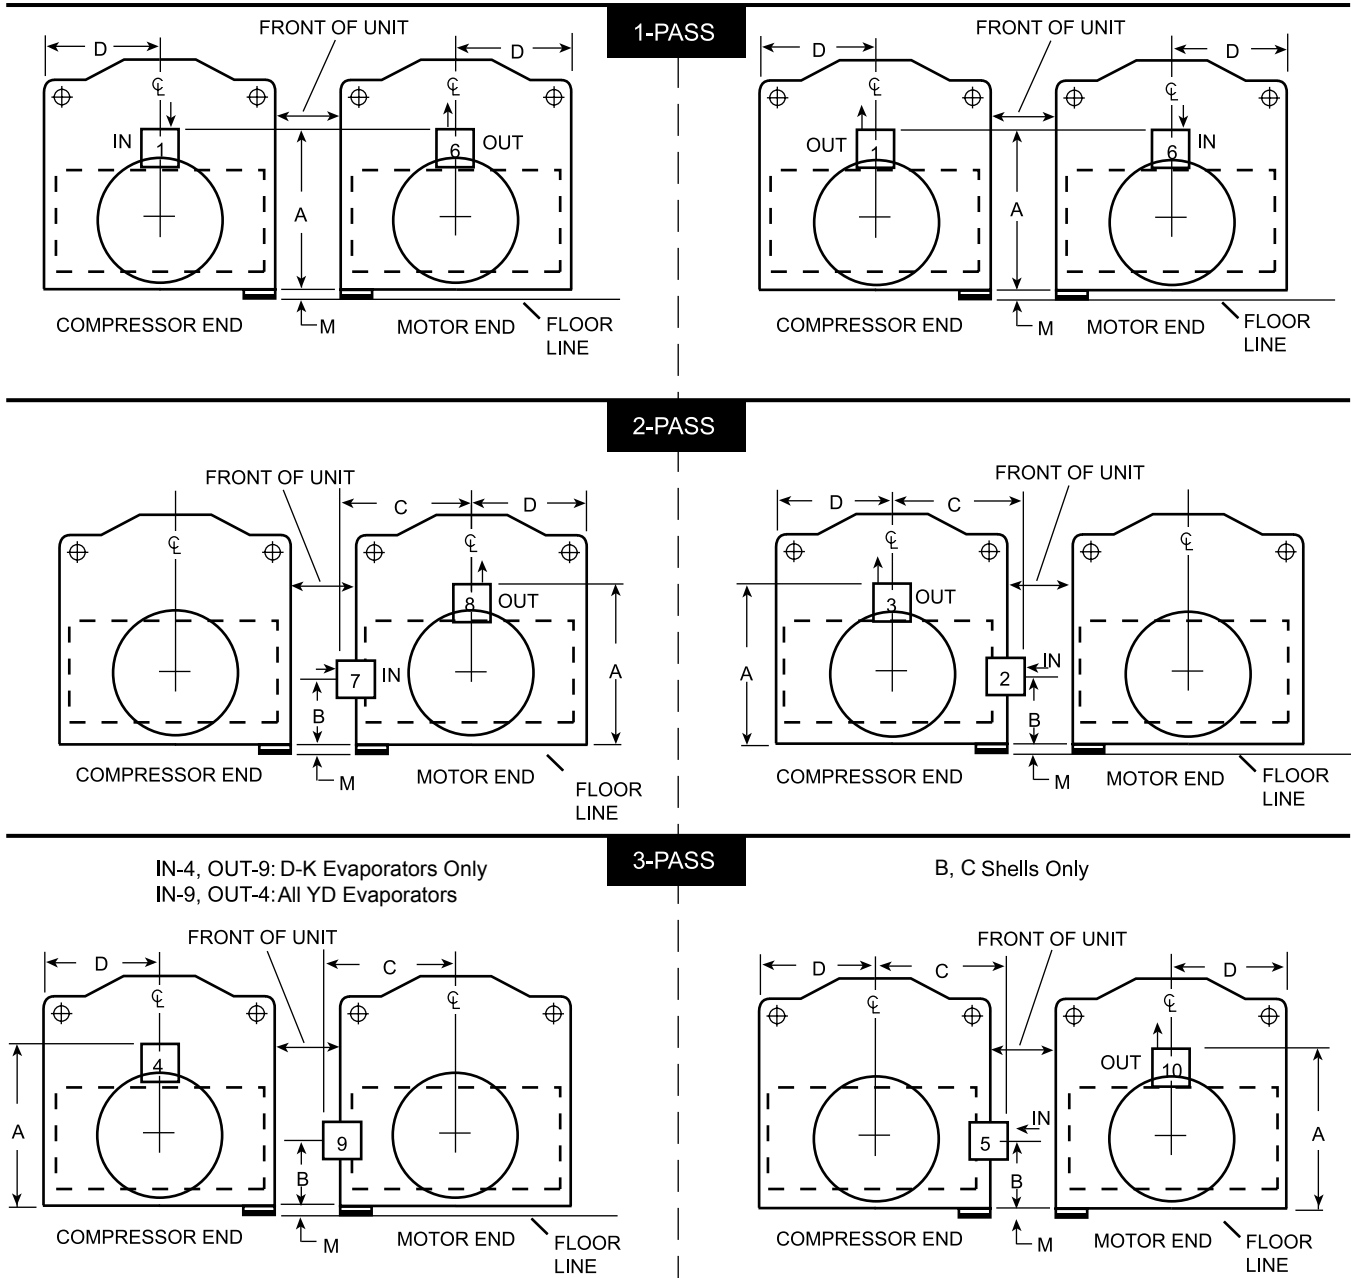 1-PASS
FRONT OF UNIT
D
D
℄
℄
IN
1
6
OUT
A
COMPRESSOR END
M
MOTOR END
FLOOR
LINE
D
D
℄
℄
OUT
1
6
IN
A
COMPRESSOR END
M
MOTOR END
FLOOR
LINE
2-PASS
FRONT OF UNIT
C
D
℄
℄
8
OUT
7
IN
A
B
COMPRESSOR END
M
MOTOR END
FLOOR
LINE
FRONT OF UNIT
D
C
℄
℄
3
OUT
IN
2
A
B
COMPRESSOR END
M
MOTOR END
FLOOR
LINE
3-PASS
IN-4, OUT-9: D-K Evaporators Only
IN-9, OUT-4: All YD Evaporators
FRONT OF UNIT
D
C
℄
℄
4
A
9
B
COMPRESSOR END
M
MOTOR END
FLOOR
LINE
B, C Shells Only
FRONT OF UNIT
D
C
D
℄
℄
OUT
10
IN
5
A
B
COMPRESSOR END
M
MOTOR END
FLOOR
LINE